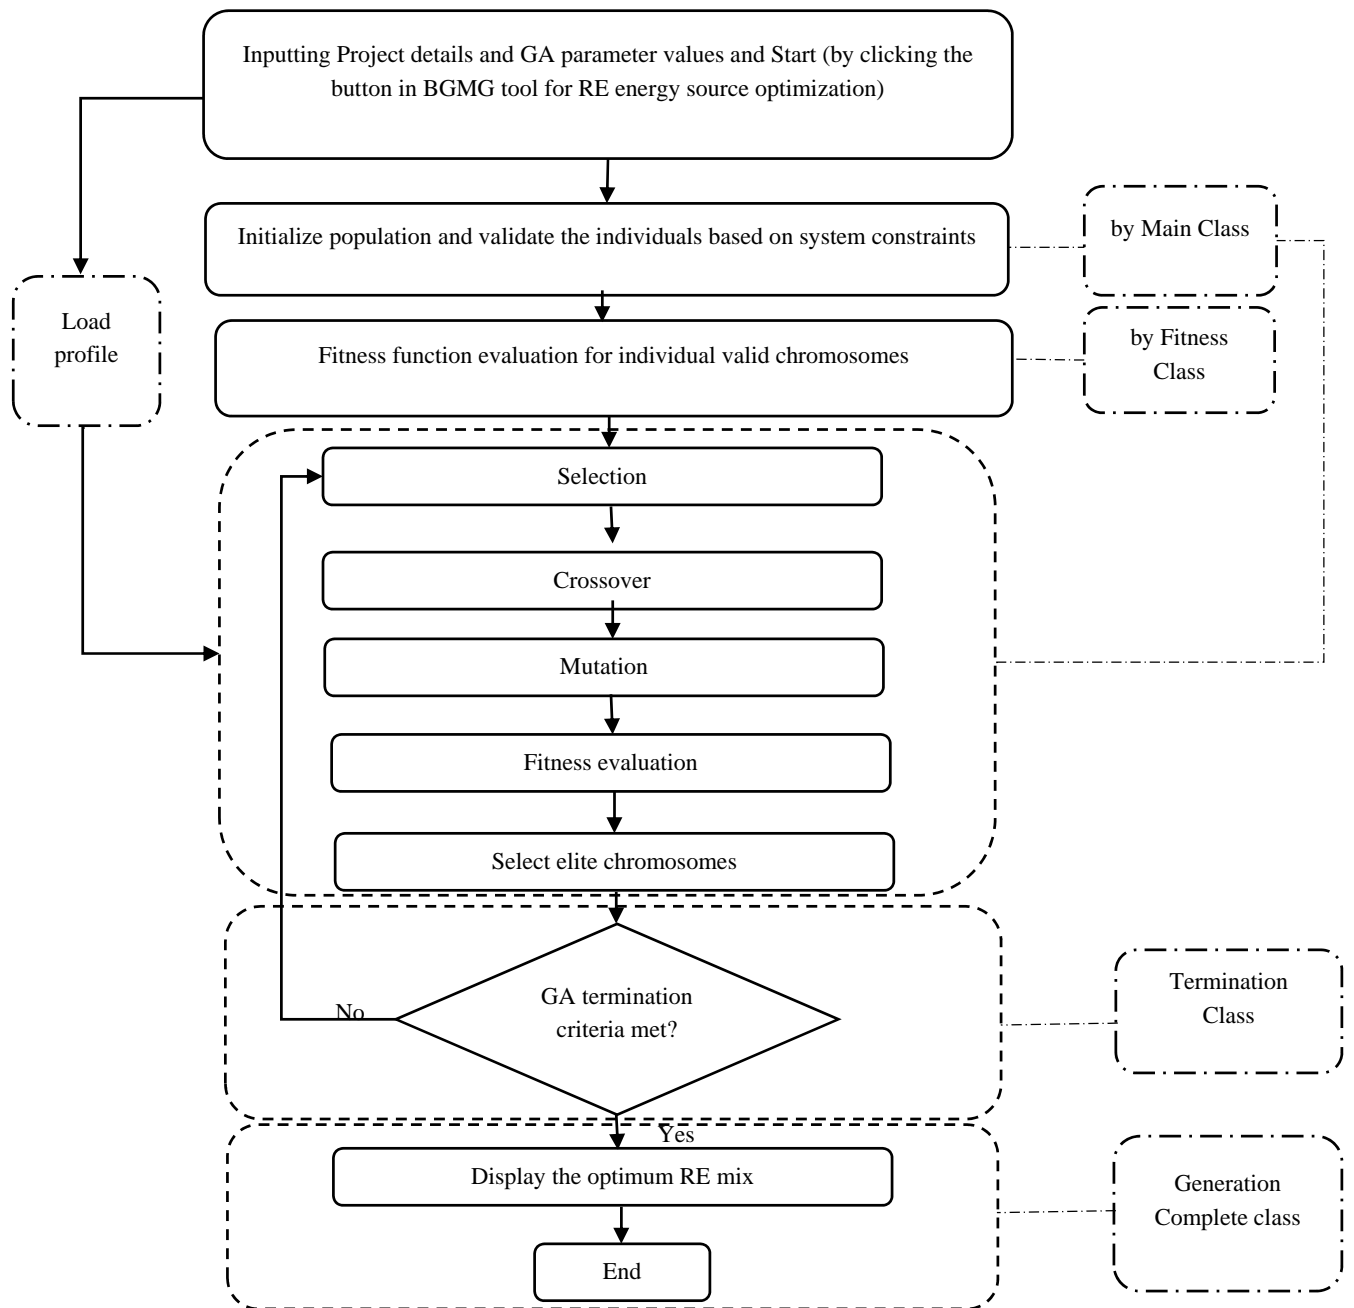 Inputting Project details and GA parameter values and Start (by clicking the
button in BGMG tool for RE energy source optimization)
Initialize population and validate the individuals based on system constraints
by Main Class
Load
profile
Fitness function evaluation for individual valid chromosomes
by Fitness
Class
Selection
Crossover
Mutation
Fitness evaluation
Select elite chromosomes
GA termination
criteria met?
No
Termination
Class
Yes
Display the optimum RE mix
Generation
Complete class
End